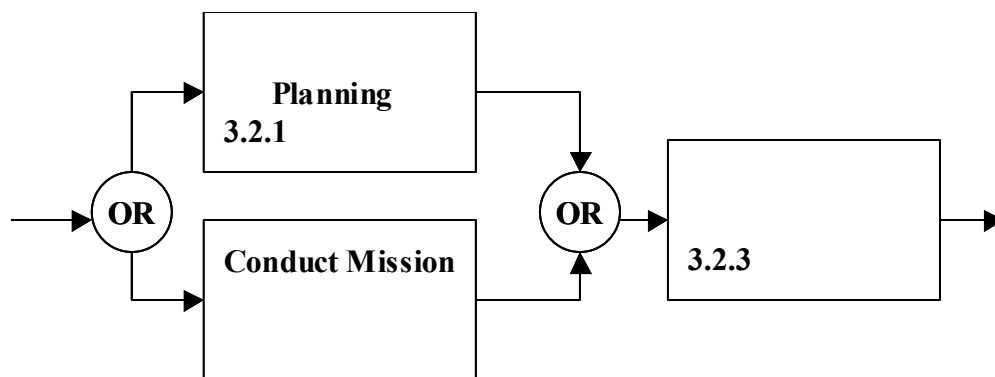 Planning
3.2.1
OR
OR
Conduct Mission
3.2.3